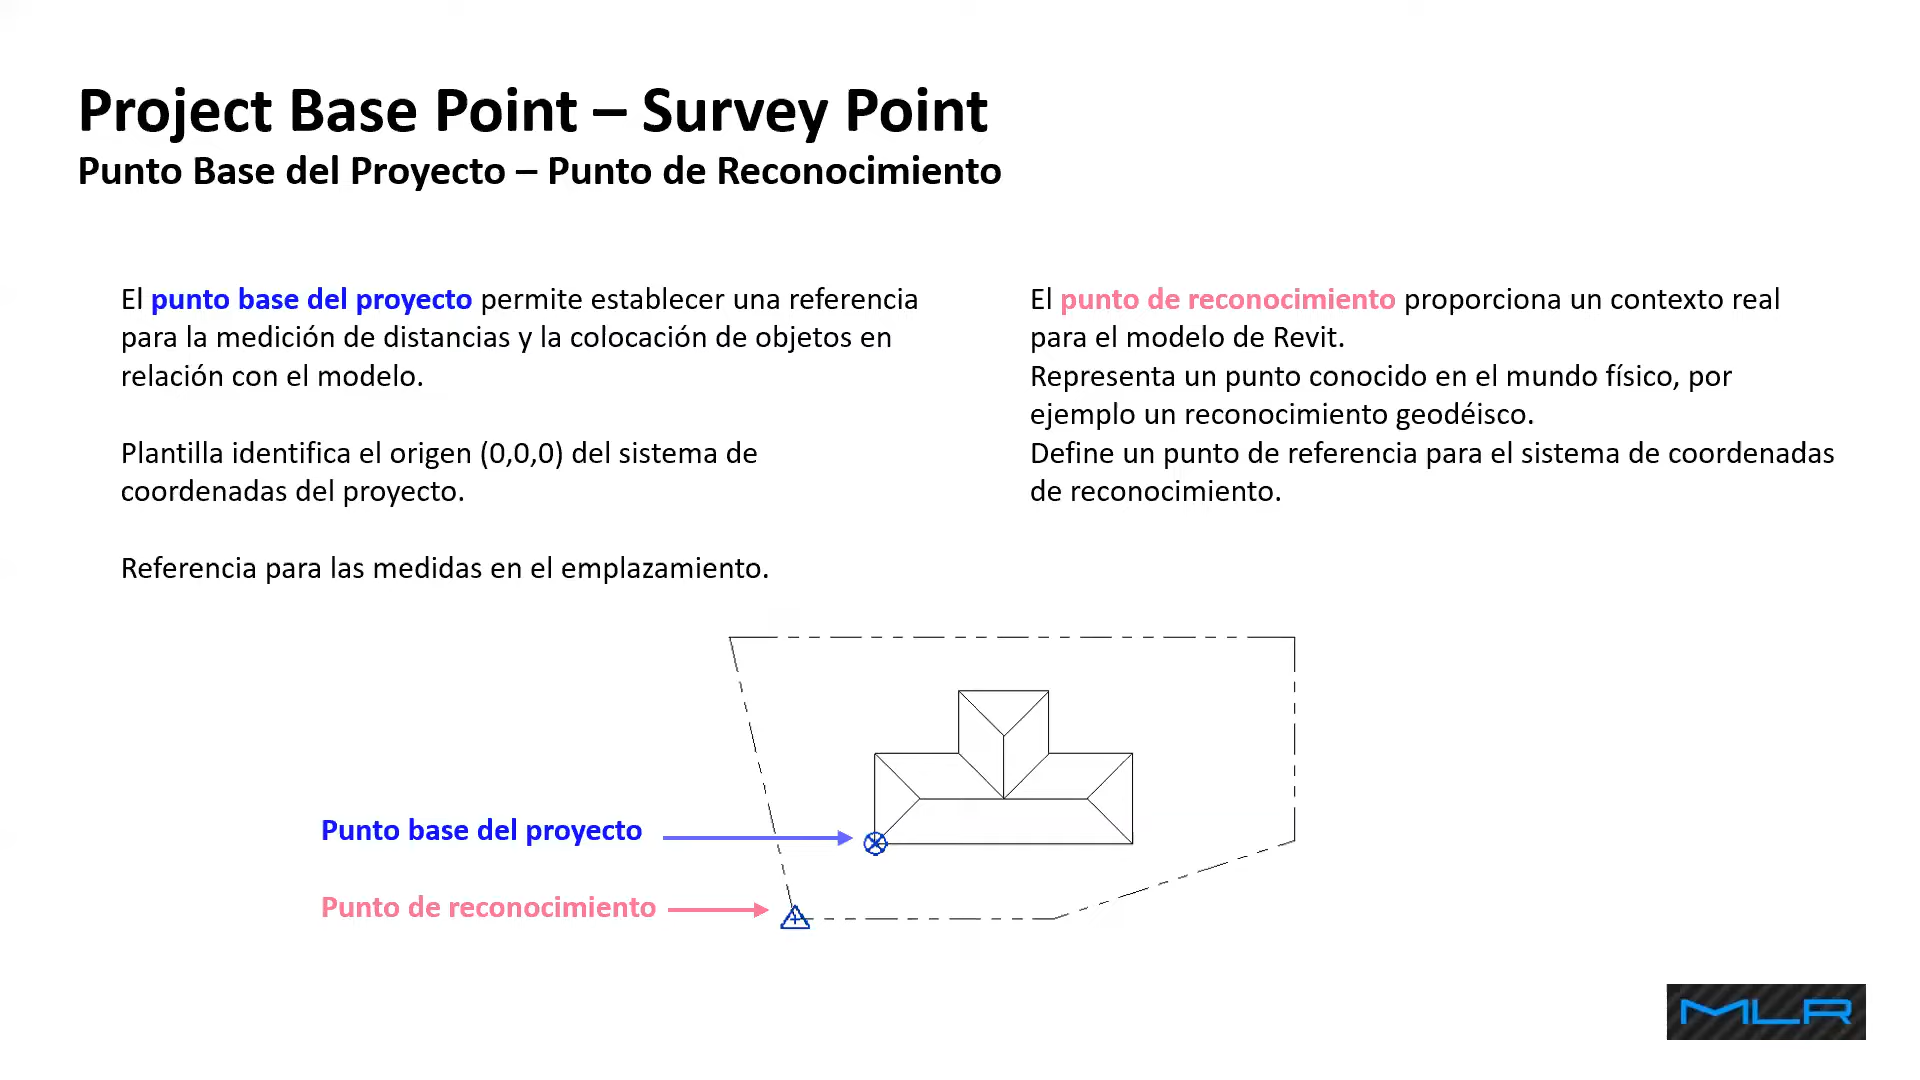 Project Base Point – Survey Point
Punto Base del Proyecto – Punto de Reconocimiento
El punto base del proyecto permite establecer una referencia
para la medición de distancias y la colocación de objetos en
relación con el modelo.
Plantilla identifica el origen (0,0,0) del sistema de
coordenadas del proyecto.
Referencia para las medidas en el emplazamiento.
El punto de reconocimiento proporciona un contexto real
para el modelo de Revit.
Representa un punto conocido en el mundo físico, por
ejemplo un reconocimiento geodéisco.
Define un punto de referencia para el sistema de coordenadas
de reconocimiento.
Punto base del proyecto
Punto de reconocimiento
MLR